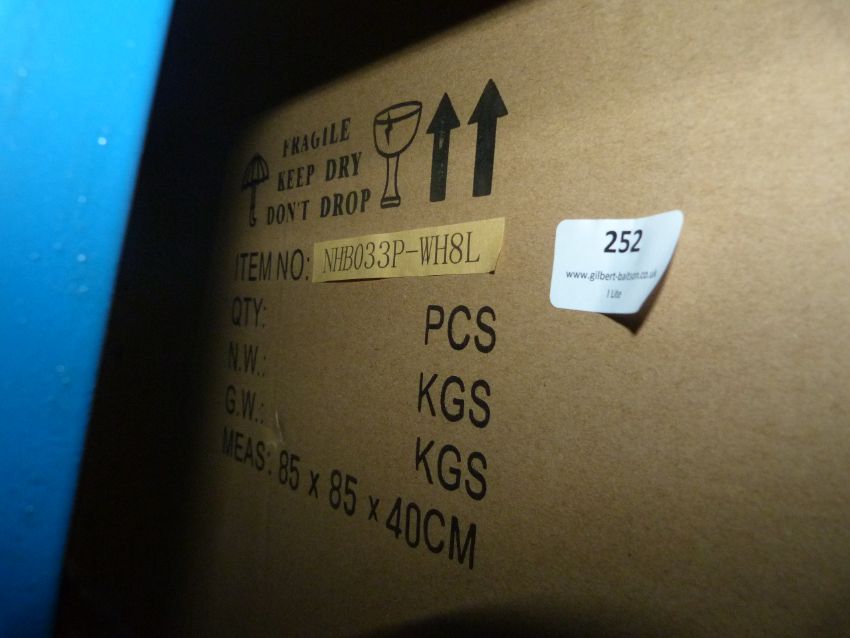 FRAGILE
KEEP DRY
DON'T DROP
ITEM NO: NHB033P-WH8L
QTY: PCS
N.W.: KGS
G.W.: KGS
MEAS: 85 x 85 x 40CM
252
www.gilbert-baitson.co.uk